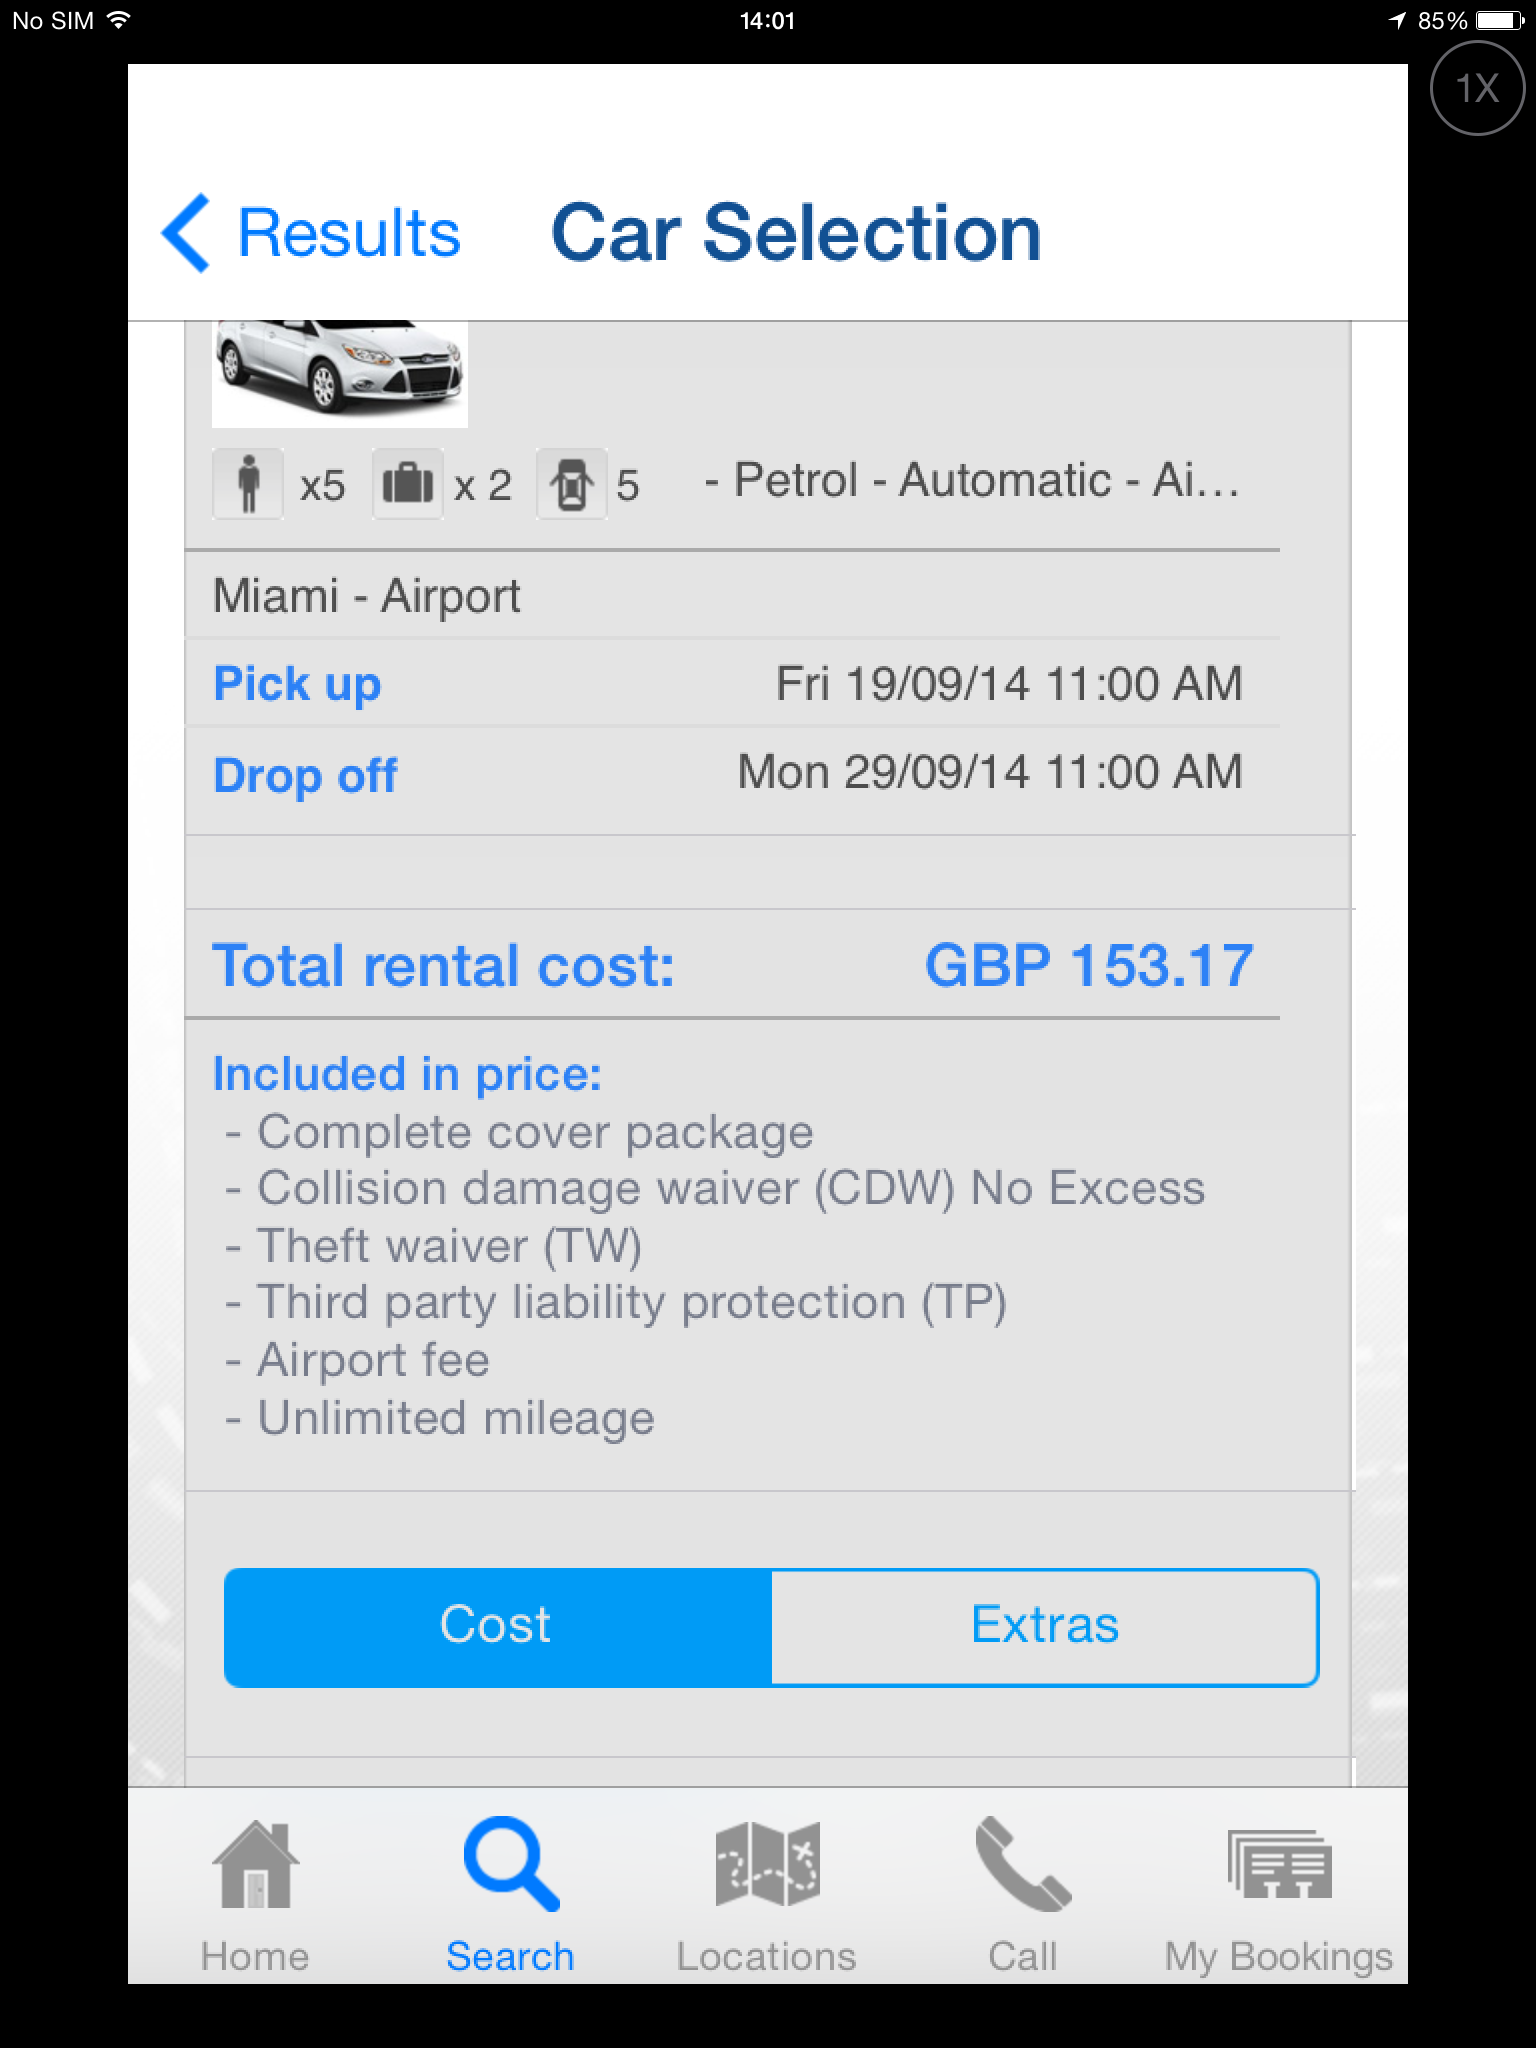 No SIM 14:01 85%
1X
Results Car Selection
x5 x 2 5 - Petrol - Automatic - Ai...
Miami - Airport
Pick up Fri 19/09/14 11:00 AM
Drop off Mon 29/09/14 11:00 AM
Total rental cost: GBP 153.17
Included in price:
- Complete cover package
- Collision damage waiver (CDW) No Excess
- Theft waiver (TW)
- Third party liability protection (TP)
- Airport fee
- Unlimited mileage
Cost Extras
Home Search Locations Call My Bookings